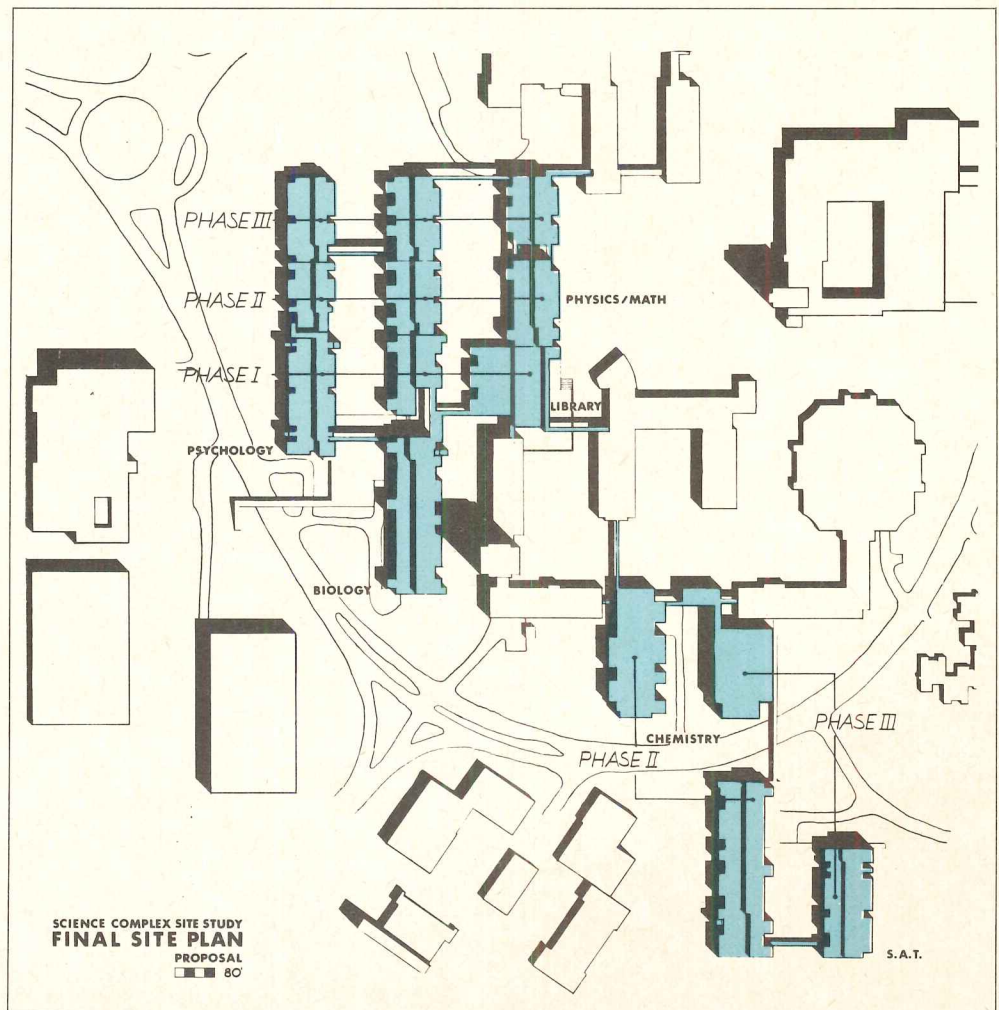 PHASE III
PHASE II
PHYSICS/MATH
PHASE I
LIBRARY
PSYCHOLOGY
BIOLOGY
PHASE III
CHEMISTRY
PHASE II
SCIENCE COMPLEX SITE STUDY
FINAL SITE PLAN
PROPOSAL
80'
S.A.T.